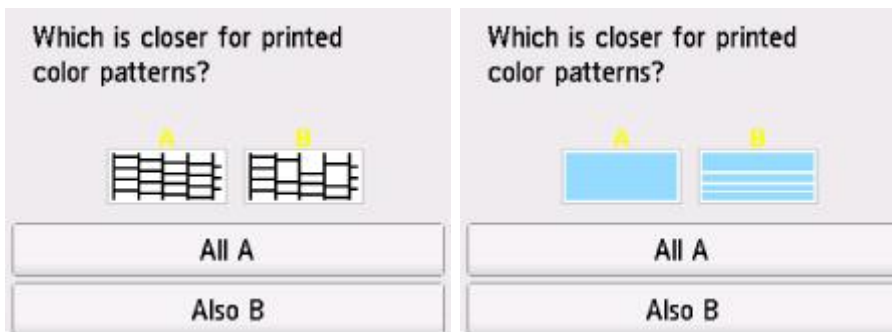 Which is closer for printed
color patterns?
A B
All A
Also B
Which is closer for printed
color patterns?
A B
All A
Also B